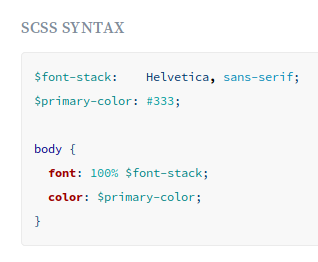 SCSS SYNTAX
$font-stack:    Helvetica, sans-serif;
$primary-color: #333;

body {
  font: 100% $font-stack;
  color: $primary-color;
}